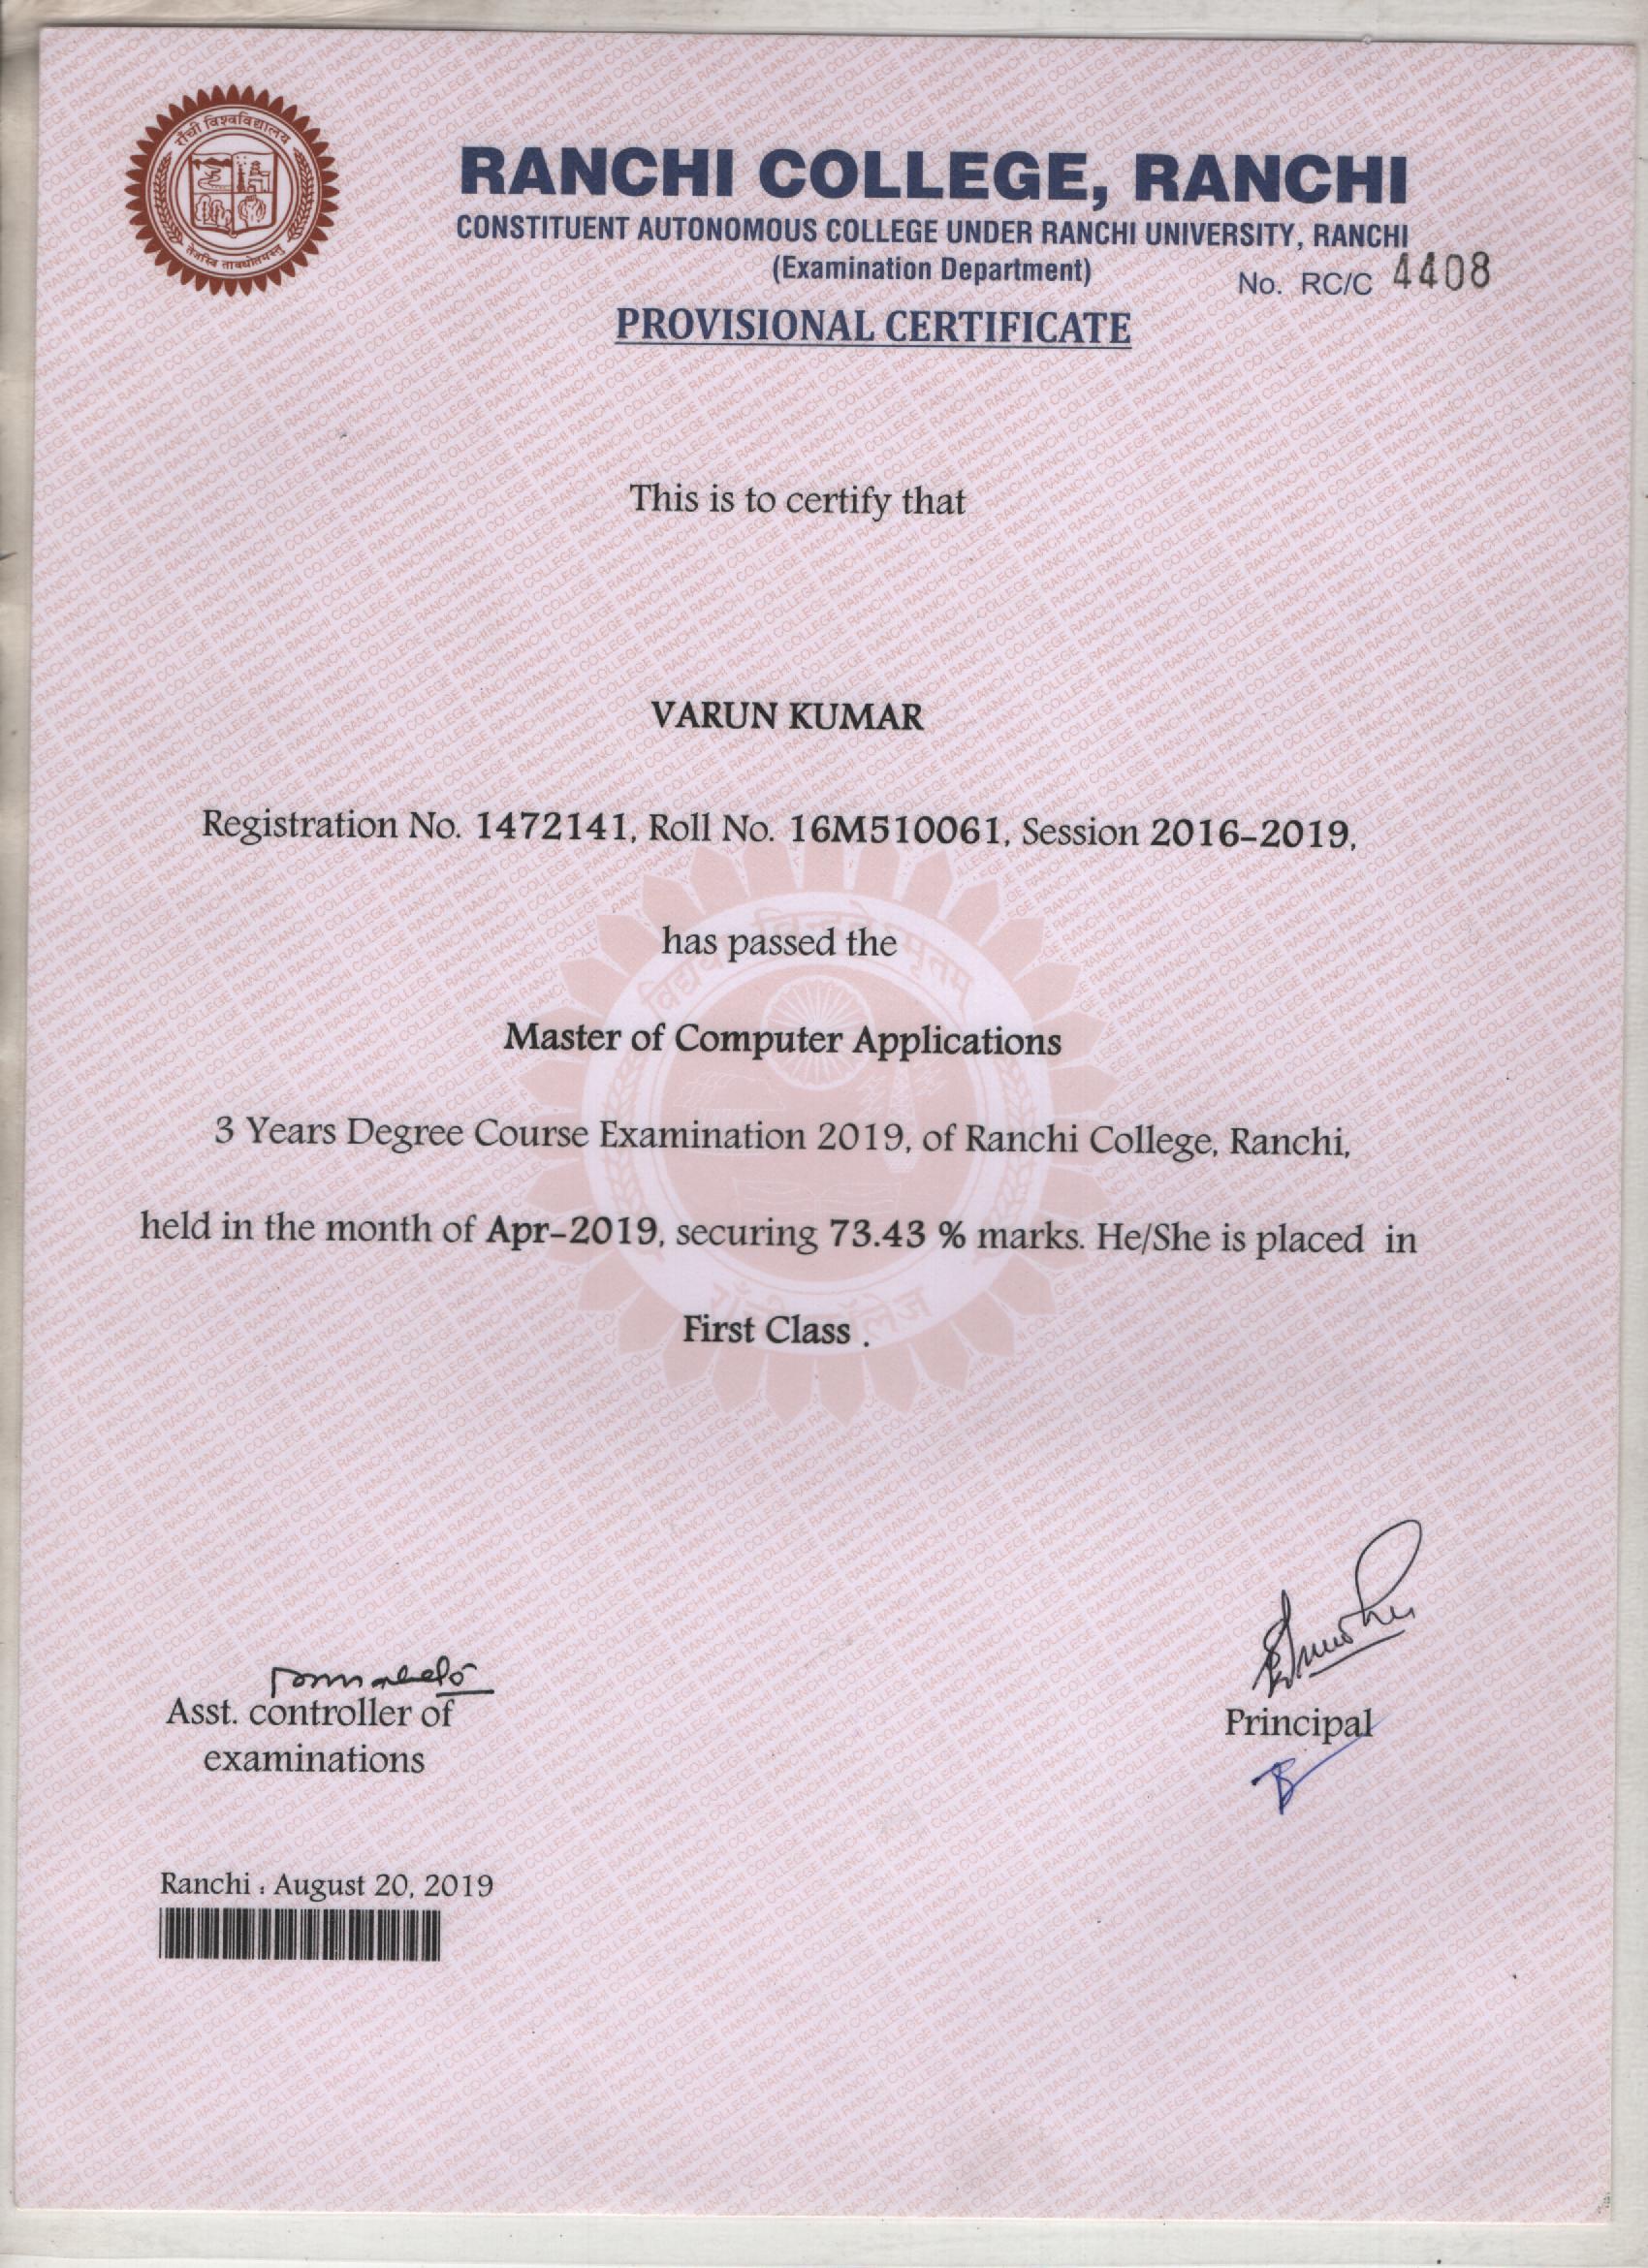 राँची विश्वविद्यालय
RANCHI COLLEGE, RANCHI
CONSTITUENT AUTONOMOUS COLLEGE UNDER RANCHI UNIVERSITY, RANCHI
(Examination Department)
No. RC/C 4408
PROVISIONAL CERTIFICATE
This is to certify that
VARUN KUMAR
Registration No. 1472141, Roll No. 16M510061, Session 2016-2019,
has passed the
Master of Computer Applications
3 Years Degree Course Examination 2019, of Ranchi College, Ranchi,
held in the month of Apr-2019, securing 73.43 % marks. He/She is placed in
First Class .
Asst. controller of
examinations
Principal
Ranchi : August 20, 2019